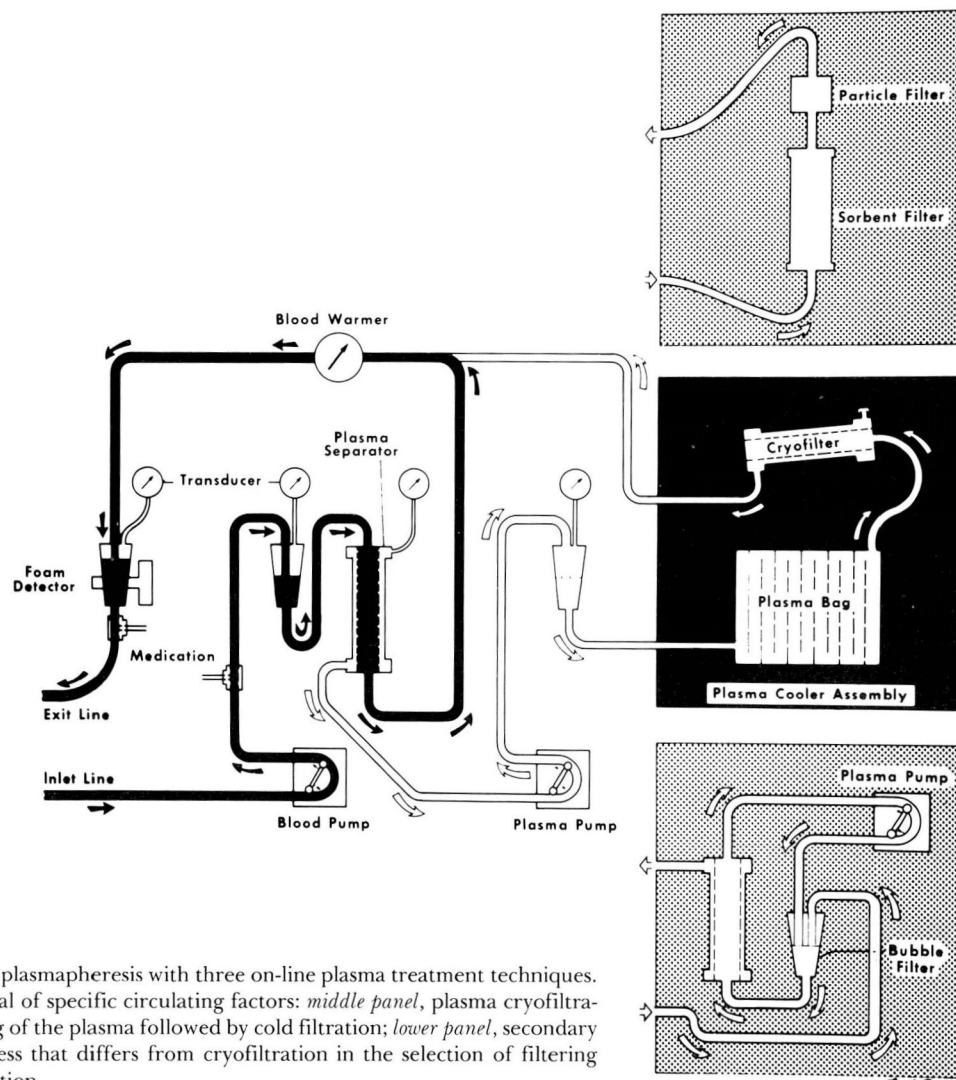 Particle Filter
Sorbent Filter
Blood Warmer
Plasma
Separator
Transducer
Cryofilter
Foam
Detector
Plasma Bag
Medication
Plasma Cooler Assembly
Exit Line
Inlet Line
Blood Pump
Plasma Pump
Plasma Pump
Bubble
Filter
plasmapheresis with three on-line plasma treatment techniques.
al of specific circulating factors: middle panel, plasma cryofiltra-
g of the plasma followed by cold filtration; lower panel, secondary
ess that differs from cryofiltration in the selection of filtering